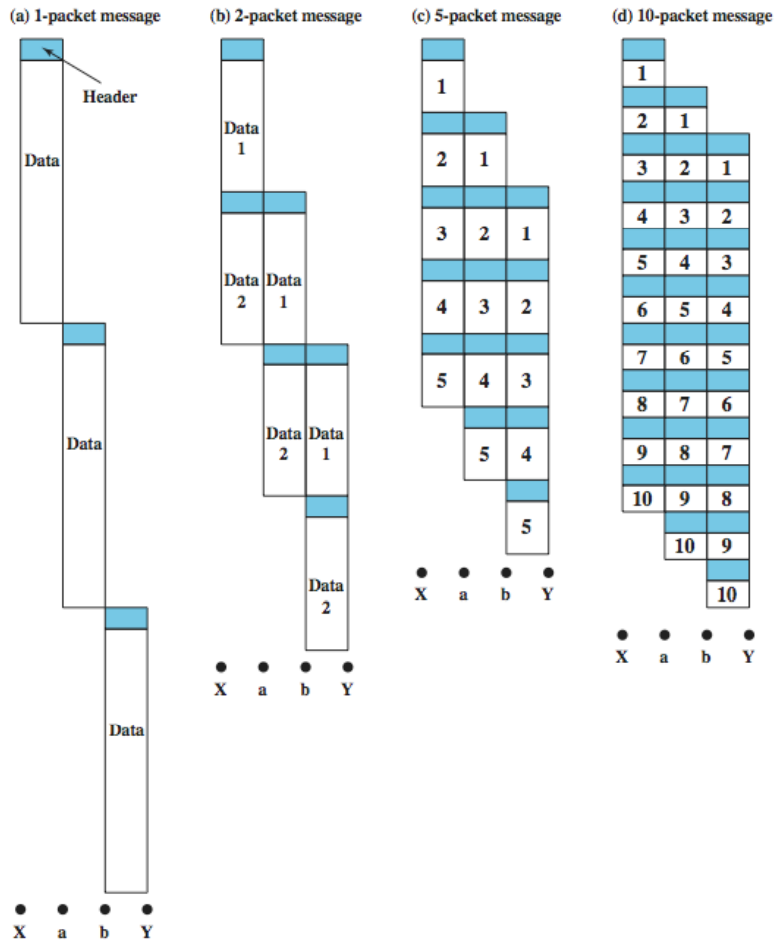 (a) 1-packet message
Header
Data
Data
Data
X a b Y
(b) 2-packet message
Data
1
Data
2
Data
1
Data
2
Data
1
Data
2
X a b Y
(c) 5-packet message
1
2 1
3 2 1
4 3 2
5 4 3
5 4
5
X a b Y
(d) 10-packet message
1
2 1
3 2 1
4 3 2
5 4 3
6 5 4
7 6 5
8 7 6
9 8 7
10 9 8
10 9
10
X a b Y